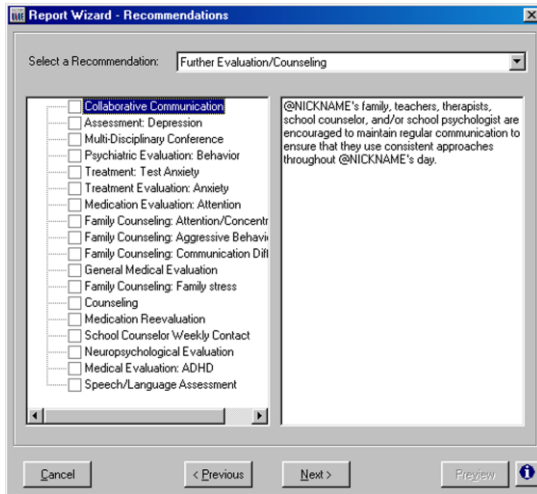 Report Wizard - Recommendations
Select a Recommendation:
Further Evaluation/Counseling
Collaborative Communication
Assessment: Depression
Multi-Disciplinary Conference
Psychiatric Evaluation: Behavior
Treatment: Test Anxiety
Treatment Evaluation: Anxiety
Medication Evaluation: Attention
Family Counseling: Attention/Concentr
Family Counseling: Aggressive Behavi
Family Counseling: Communication Diff
General Medical Evaluation
Family Counseling: Family stress
Counseling
Medication Reevaluation
School Counselor Weekly Contact
Neuropsychological Evaluation
Medical Evaluation: ADHD
Speech/Language Assessment
@NICKNAME's family, teachers, therapists,
school counselor, and/or school psychologist are
encouraged to maintain regular communication to
ensure that they use consistent approaches
throughout @NICKNAME's day.
Cancel
< Previous
Next >
Preview